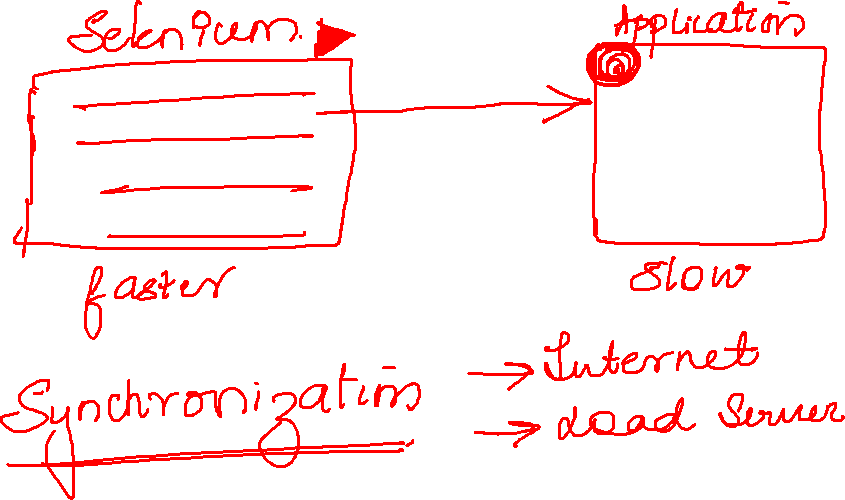 Selenium.
Application
faster
slow
Synchronization
→ Internet
→ Load Server